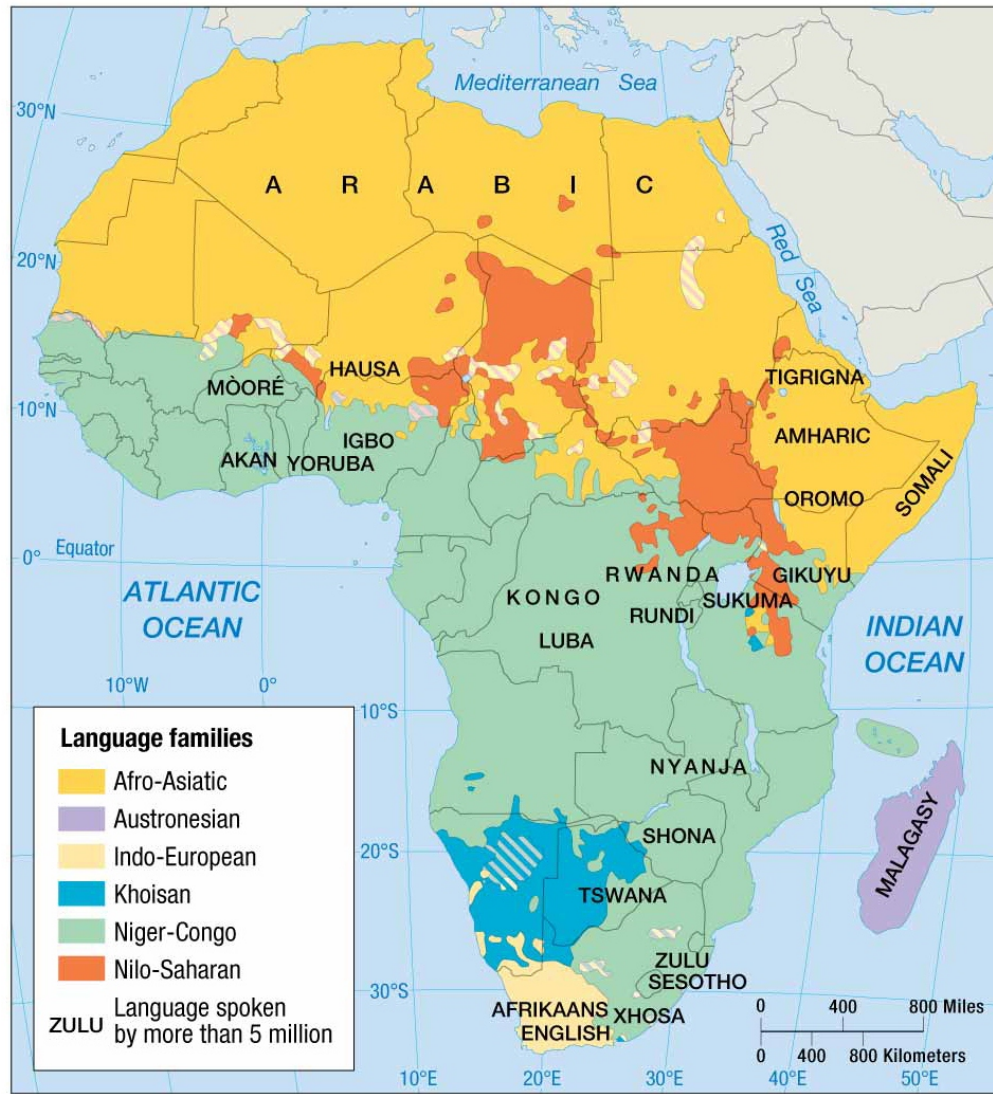 Mediterranean Sea
30°N
A R A B I C
Red Sea
20°N
HAUSA
TIGRIGNA
MÒORÉ
10°N
AMHARIC
IGBO
AKAN
YORUBA
OROMO
SOMALI
0°
Equator
RWANDA
GIKUYU
ATLANTIC
OCEAN
KONGO
SUKUMA
RUNDI
LUBA
INDIAN
OCEAN
10°W
0°
10°S
NYANJA
SHONA
MALAGASY
20°S
TSWANA
ZULU
SESOTHO
30°S
AFRIKAANS
ENGLISH
XHOSA
Language families
Afro-Asiatic
Austronesian
Indo-European
Khoisan
Niger-Congo
Nilo-Saharan
ZULU Language spoken
by more than 5 million
0 400 800 Miles
0 400 800 Kilometers
10°E
20°E
30°E
40°E
50°E